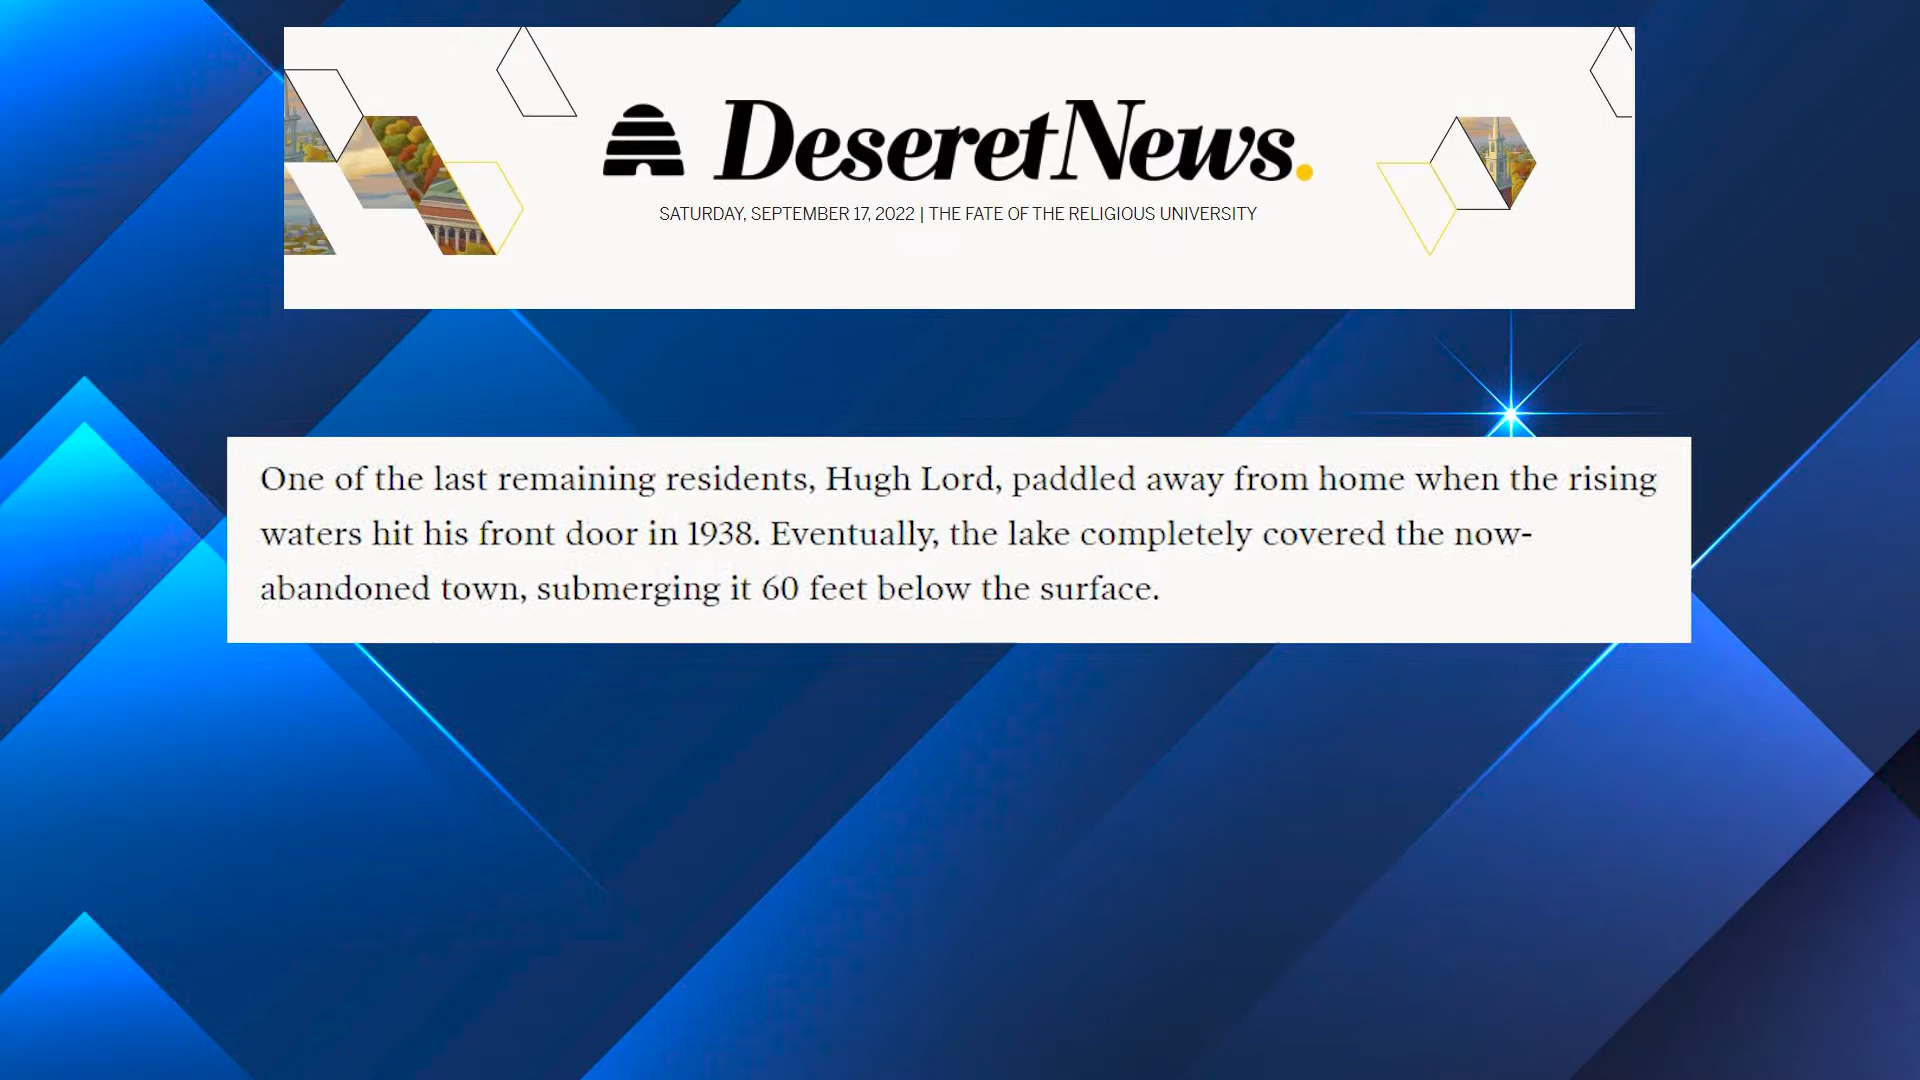 DeseretNews.
SATURDAY, SEPTEMBER 17, 2022 | THE FATE OF THE RELIGIOUS UNIVERSITY
One of the last remaining residents, Hugh Lord, paddled away from home when the rising
waters hit his front door in 1938. Eventually, the lake completely covered the now-
abandoned town, submerging it 60 feet below the surface.